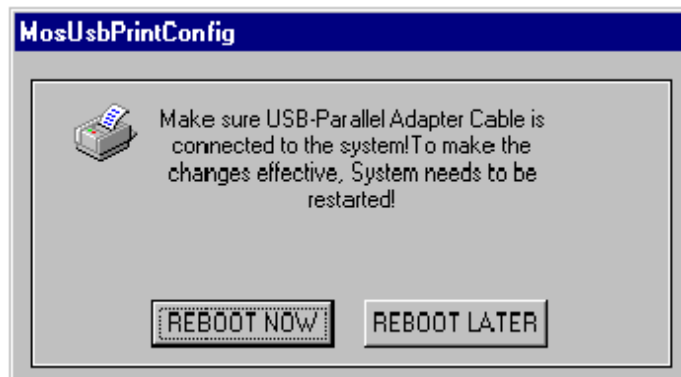 MosUsbPrintConfig
Make sure USB-Parallel Adapter Cable is
connected to the system!To make the
changes effective, System needs to be
restarted!
REBOOT NOW
REBOOT LATER